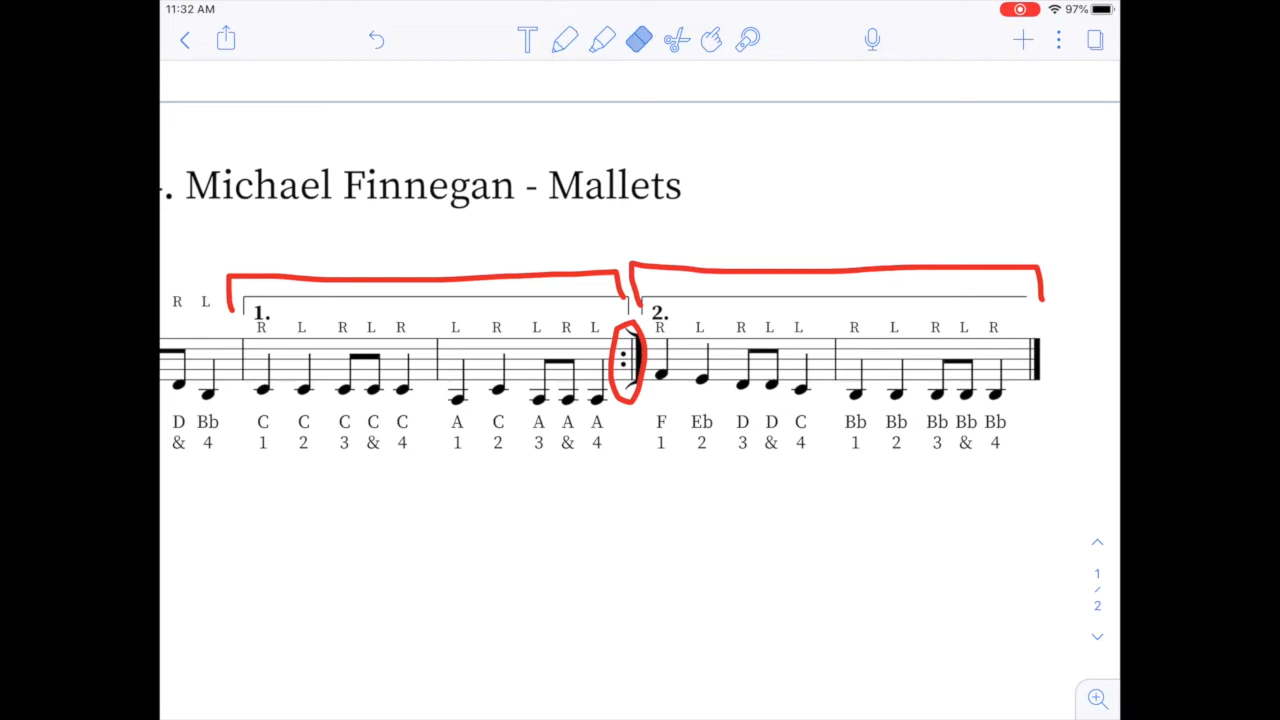 11:32 AM
97%
T
. Michael Finnegan - Mallets
R L
1. 2.
R L R L R L R L R L R L R L L R L R L R
D Bb C C C C C A C A A A F Eb D D C Bb Bb Bb Bb Bb
& 4 1 2 3 & 4 1 2 3 & 4 1 2 3 & 4 1 2 3 & 4
1
/
2